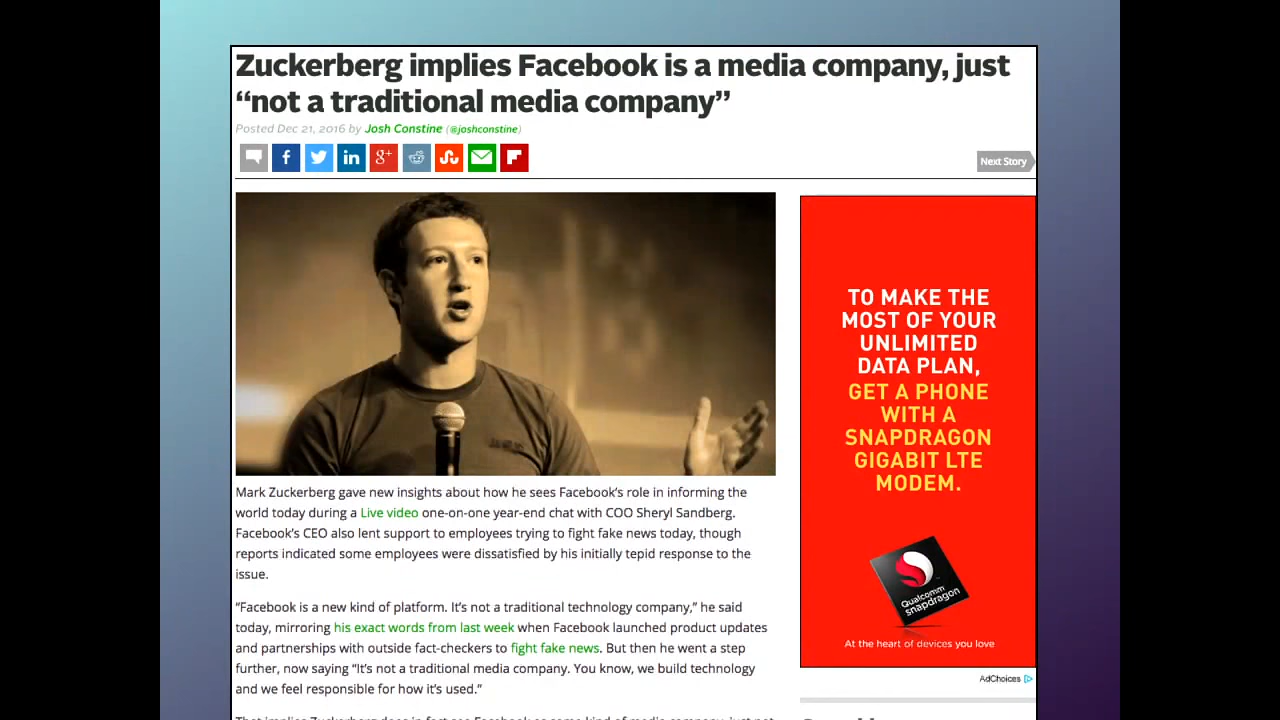 Zuckerberg implies Facebook is a media company, just
“not a traditional media company”
Posted Dec 21, 2016 by Josh Constine (@joshconstine)
Next Story
Mark Zuckerberg gave new insights about how he sees Facebook’s role in informing the
world today during a Live video one-on-one year-end chat with COO Sheryl Sandberg.
Facebook’s CEO also lent support to employees trying to fight fake news today, though
reports indicated some employees were dissatisfied by his initially tepid response to the
issue.
“Facebook is a new kind of platform. It’s not a traditional technology company,” he said
today, mirroring his exact words from last week when Facebook launched product updates
and partnerships with outside fact-checkers to fight fake news. But then he went a step
further, now saying “It’s not a traditional media company. You know, we build technology
and we feel responsible for how it’s used.”
TO MAKE THE
MOST OF YOUR
UNLIMITED
DATA PLAN,
GET A PHONE
WITH A
SNAPDRAGON
GIGABIT LTE
MODEM.
Qualcomm
snapdragon
At the heart of devices you love
AdChoices